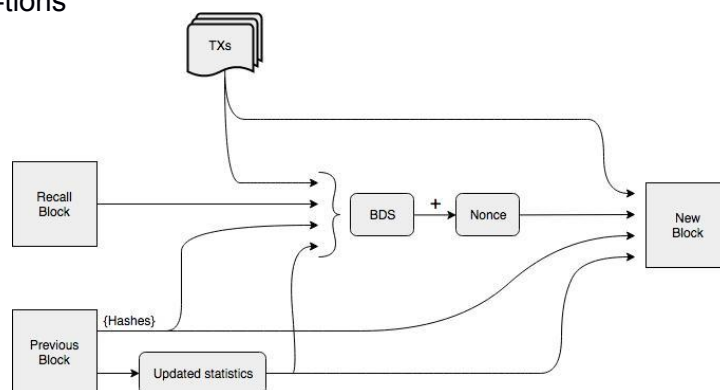 TXs
Recall
Block
BDS
+
Nonce
New
Block
{Hashes}
Previous
Block
Updated statistics